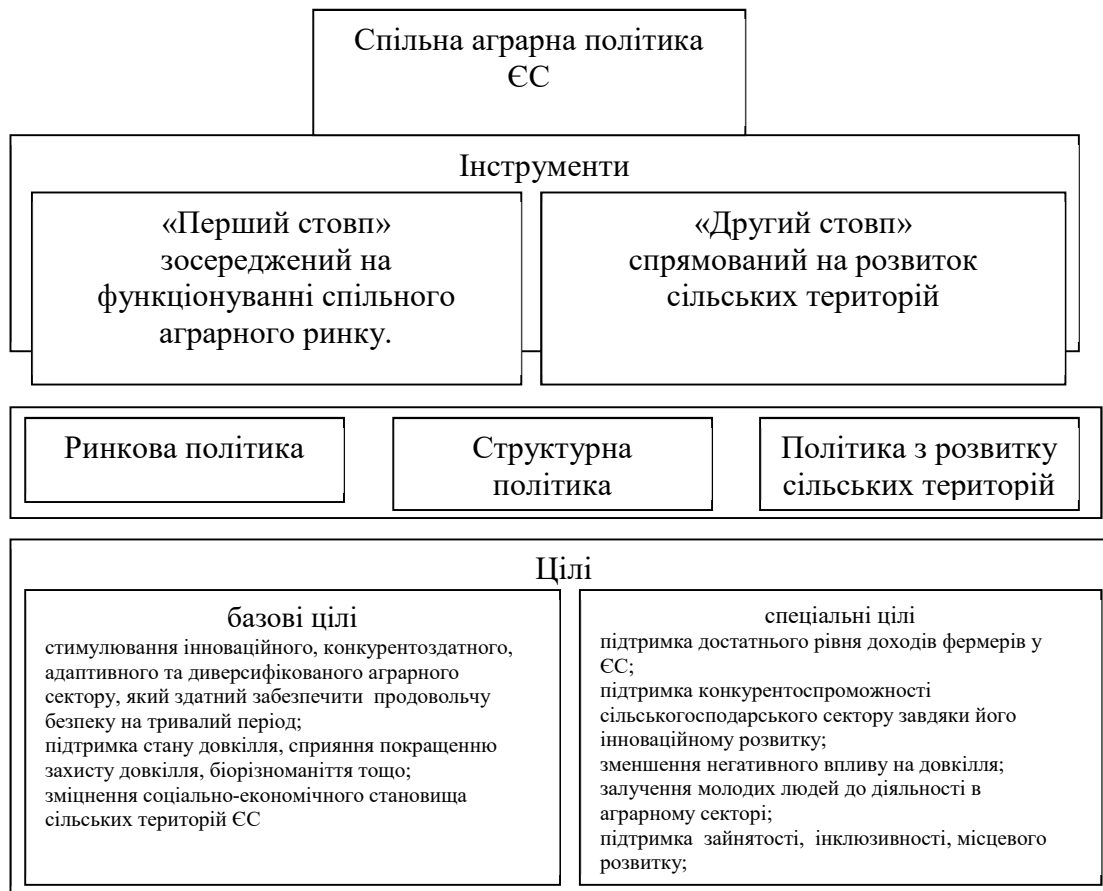 Спільна аграрна політика
ЄС
Інструменти
«Перший стовп»
зосереджений на
функціонуванні спільного
аграрного ринку.
«Другий стовп»
спрямований на розвиток
сільських територій
Ринкова політика
Структурна
політика
Політика з розвитку
сільських територій
Цілі
базові цілі
стимулювання інноваційного, конкурентоздатного,
адаптивного та диверсифікованого аграрного
сектору, який здатний забезпечити продовольчу
безпеку на тривалий період;
підтримка стану довкілля, сприяння покращенню
захисту довкілля, біорізноманіття тощо;
зміцнення соціально-економічного становища
сільських територій ЄС
спеціальні цілі
підтримка достатнього рівня доходів фермерів у
ЄС;
підтримка конкурентоспроможності
сільськогосподарського сектору завдяки його
інноваційному розвитку;
зменшення негативного впливу на довкілля;
залучення молодих людей до діяльності в
аграрному секторі;
підтримка зайнятості, інклюзивності, місцевого
розвитку;